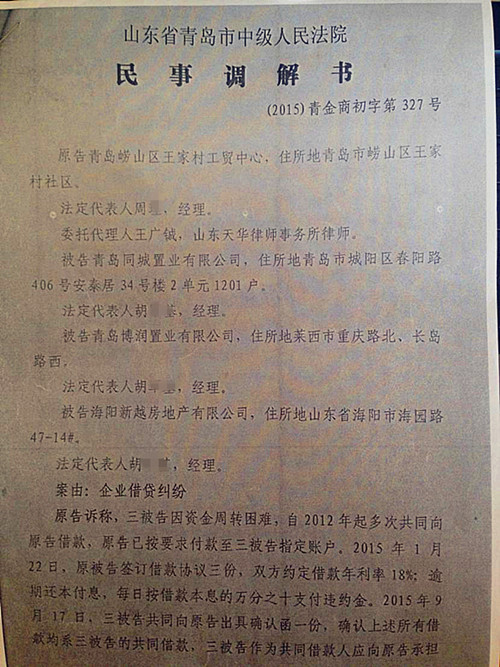 山东省青岛市中级人民法院
民事调解书
(2015)青金商初字第327号
原告青岛崂山区王家村工贸中心，住所地青岛市崂山区王家
村社区。
法定代表人周，经理。
委托代理人王广铖，山东天华律师事务所律师。
被告青岛同城置业有限公司，住所地青岛市城阳区春阳路
406号安泰居34号楼2单元1201户。
法定代表人胡，经理。
被告青岛博润置业有限公司，住所地莱西市重庆路北、长岛
路西。
法定代表人胡，经理。
被告海阳新越房地产有限公司，住所地山东省海阳市海园路
47-14#。
法定代表人胡，经理。
案由：企业借贷纠纷
原告诉称，三被告因资金周转困难，自2012年起多次共同向
原告借款，原告已按要求付款至三被告指定账户。2015年1月
22日，原被告签订借款协议三份，双方约定借款年利率18%；逾
期还本付息，每日按借款本息的万分之十支付违约金。2015年9
月17日，三被告共同向原告出具确认函一份，确认上述所有借
款均系三被告的共同借款，三被告作为共同借款人应向原告承担